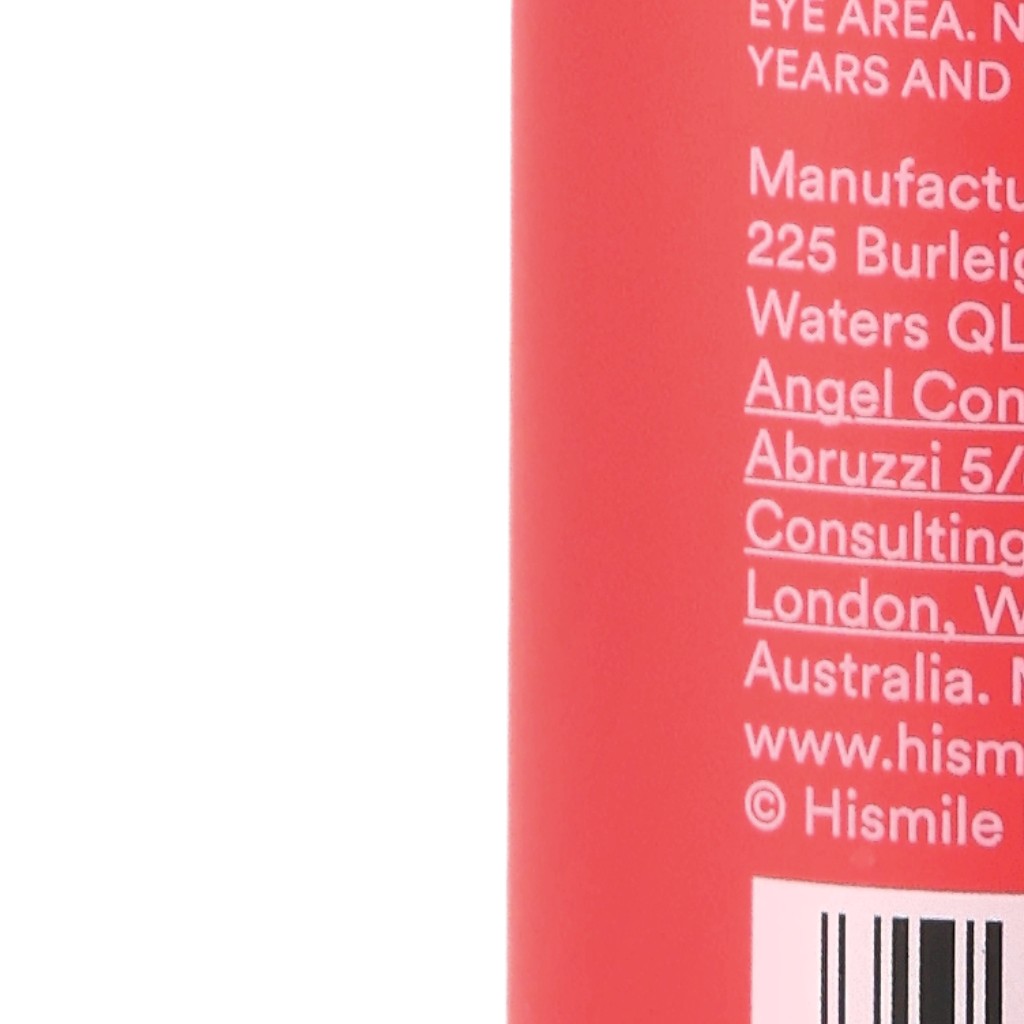 EYE AREA. N
YEARS AND
Manufactu
225 Burleig
Waters QL
Angel Con
Abruzzi 5/
Consulting
London, W
Australia. M
www.hism
© Hismile